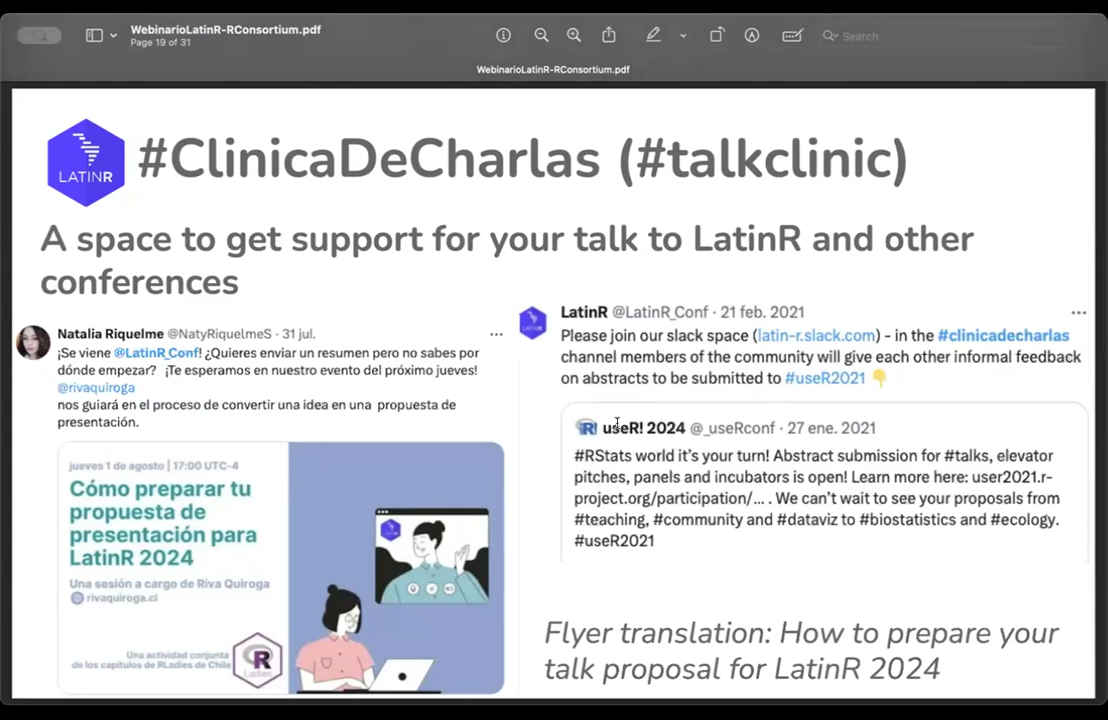 WebinarioLatinR-RConsortium.pdf
Page 19 of 31
Search
WebinarioLatinR-RConsortium.pdf
LATINR
#ClinicaDeCharlas (#talkclinic)
A space to get support for your talk to LatinR and other
conferences
Natalia Riquelme @NatyRiquelmeS · 31 jul.
¡Se viene @LatinR_Conf! ¿Quieres enviar un resumen pero no sabes por
dónde empezar? ¡Te esperamos en nuestro evento del próximo jueves!
@rivaquiroga
nos guiará en el proceso de convertir una idea en una propuesta de
presentación.
jueves 1 de agosto | 17:00 UTC-4
Cómo preparar tu
propuesta de
presentación para
LatinR 2024
Una sesión a cargo de Riva Quiroga
rivaquiroga.cl
Una actividad conjunta
de los capítulos de RLadies de Chile
R
Ladies
LatinR @LatinR_Conf · 21 feb. 2021
Please join our slack space (latin-r.slack.com) - in the #clinicadecharlas
channel members of the community will give each other informal feedback
on abstracts to be submitted to #useR2021 👇
R! useR! 2024 @_useRconf · 27 ene. 2021
#RStats world it’s your turn! Abstract submission for #talks, elevator
pitches, panels and incubators is open! Learn more here: user2021.r-
project.org/participation/... . We can’t wait to see your proposals from
#teaching, #community and #dataviz to #biostatistics and #ecology.
#useR2021
Flyer translation: How to prepare your
talk proposal for LatinR 2024